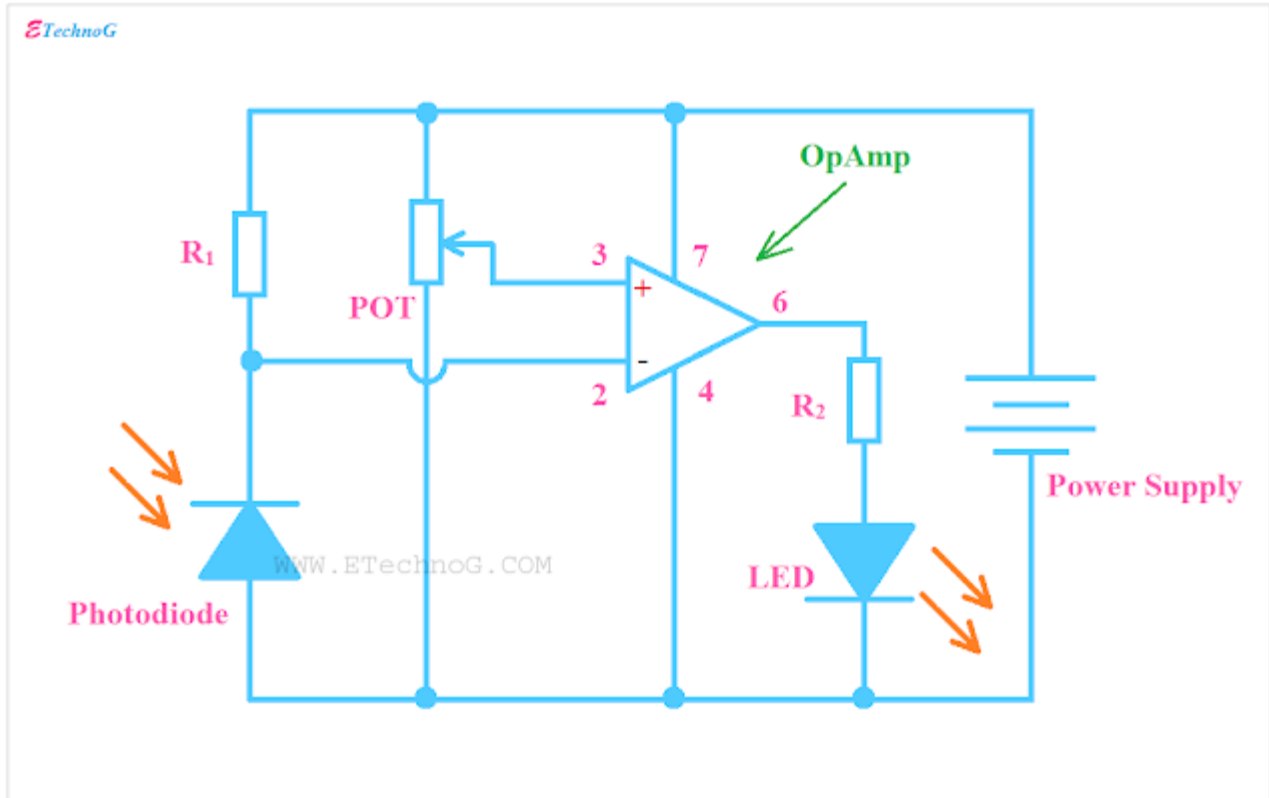 ETechnoG
OpAmp
R₁
3
7
POT
6
+
-
2
4
R₂
Power Supply
WWW.ETechnoG.COM
LED
Photodiode